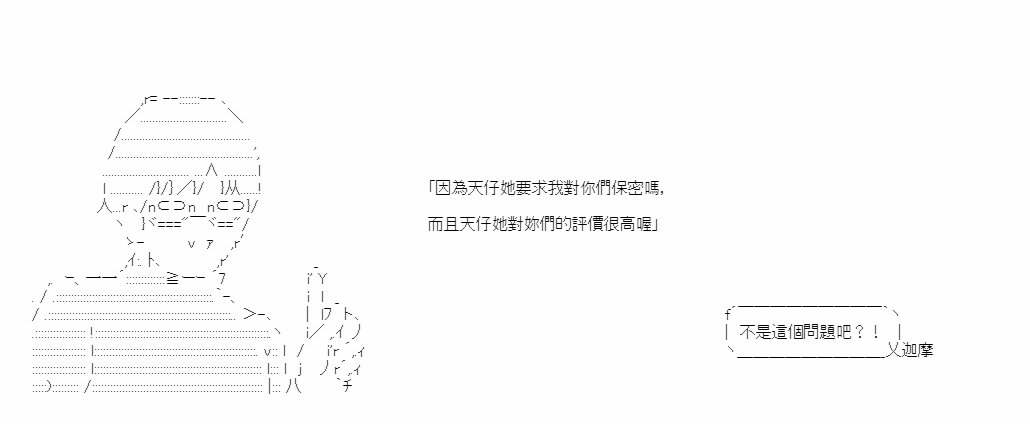 「因為天仔她要求我對你們保密嗎,
而且天仔她對妳們的評價很高喔」
不是這個問題吧？！
乂迦摩